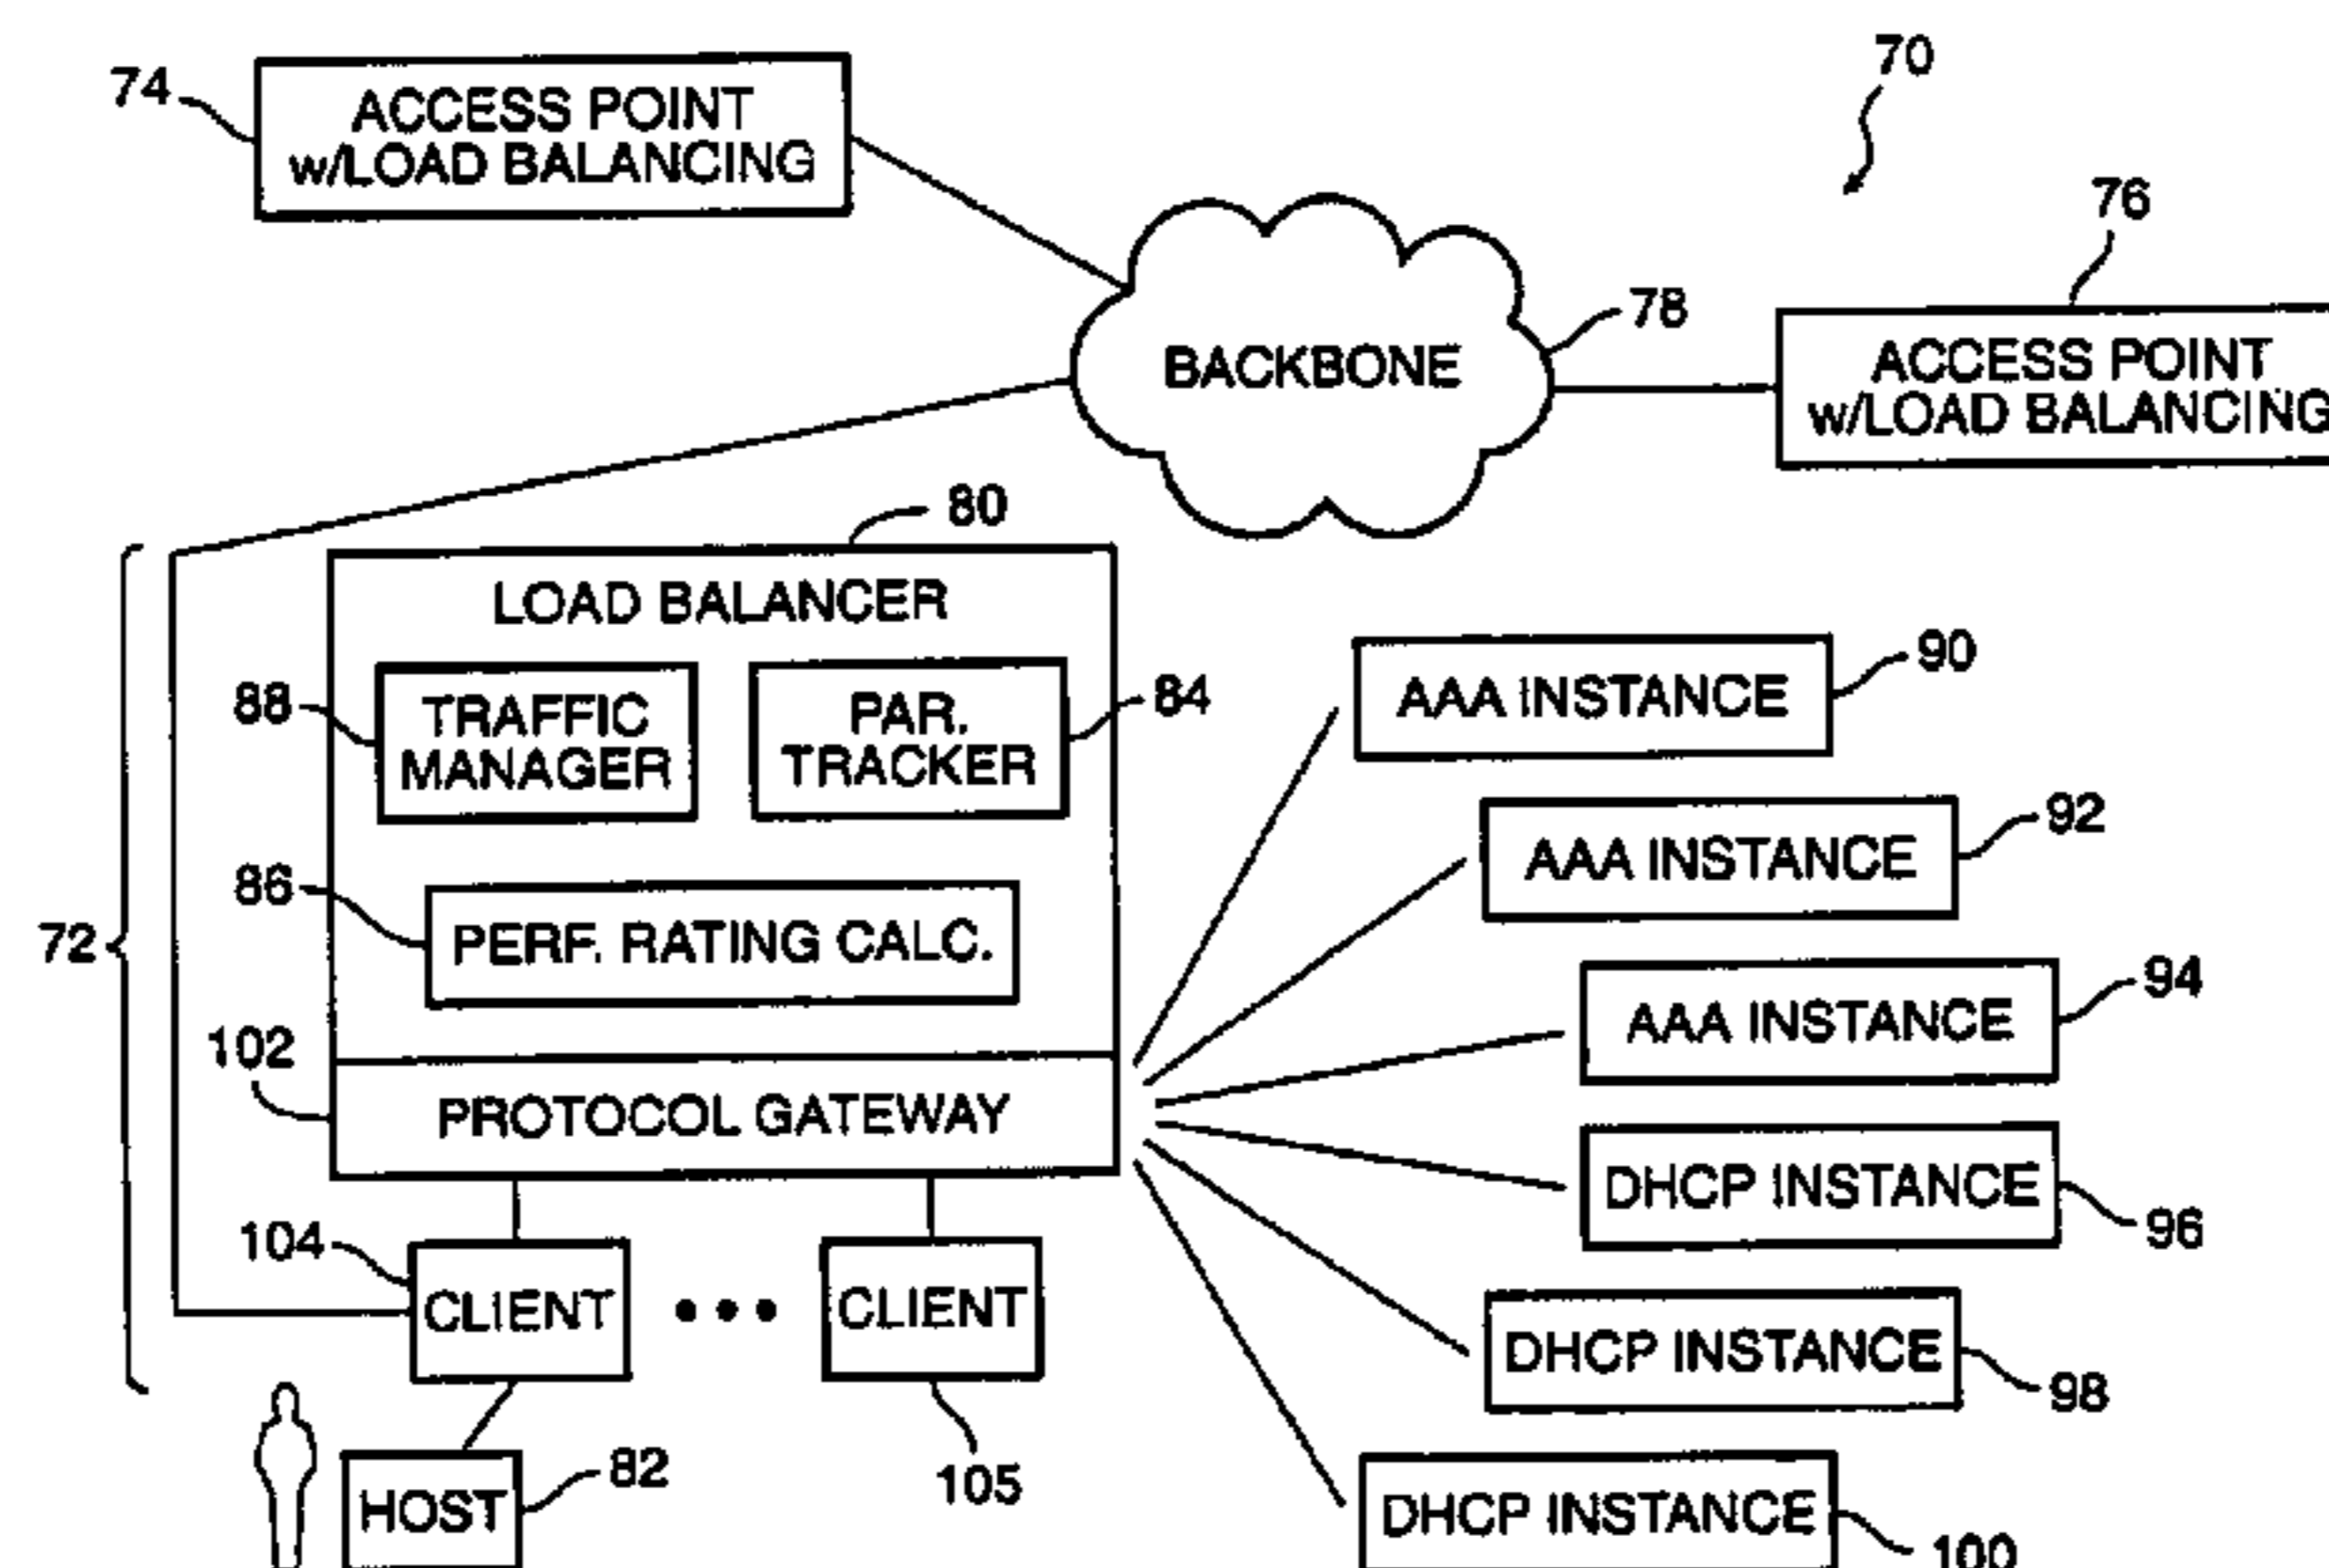 70
74
ACCESS POINT
w/LOAD BALANCING
76
78
BACKBONE
ACCESS POINT
w/LOAD BALANCING
80
LOAD BALANCER
88
TRAFFIC
MANAGER
PAR.
TRACKER
84
86
PERF. RATING CALC.
72
102
PROTOCOL GATEWAY
104
CLIENT
CLIENT
105
HOST
82
AAA INSTANCE
90
AAA INSTANCE
92
AAA INSTANCE
94
DHCP INSTANCE
96
DHCP INSTANCE
98
DHCP INSTANCE
100